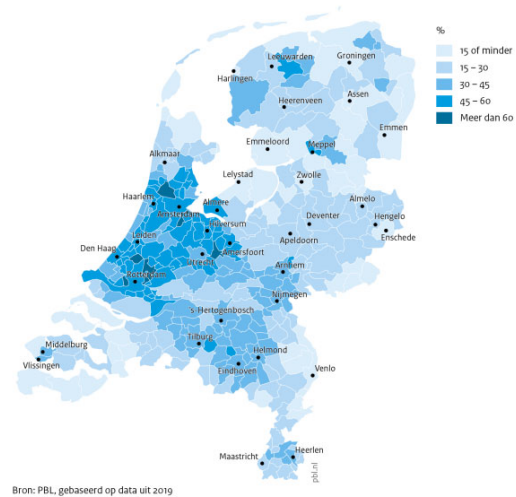 %
15 of minder
15 – 30
30 – 45
45 – 60
Meer dan 60
Leeuwarden
Groningen
Harlingen
Assen
Heerenveen
Emmen
Emmeloord
Meppel
Alkmaar
Lelystad
Zwolle
Haarlem
Almere
Almelo
Amsterdam
Hilversum
Deventer
Hengelo
Leiden
Enschede
Den Haag
Utrecht
Amersfoort
Apeldoorn
Arnhem
Rotterdam
Nijmegen
's Hertogenbosch
Tilburg
Middelburg
Helmond
Vlissingen
Eindhoven
Venlo
Maastricht
Heerlen
pbl.nl
Bron: PBL, gebaseerd op data uit 2019